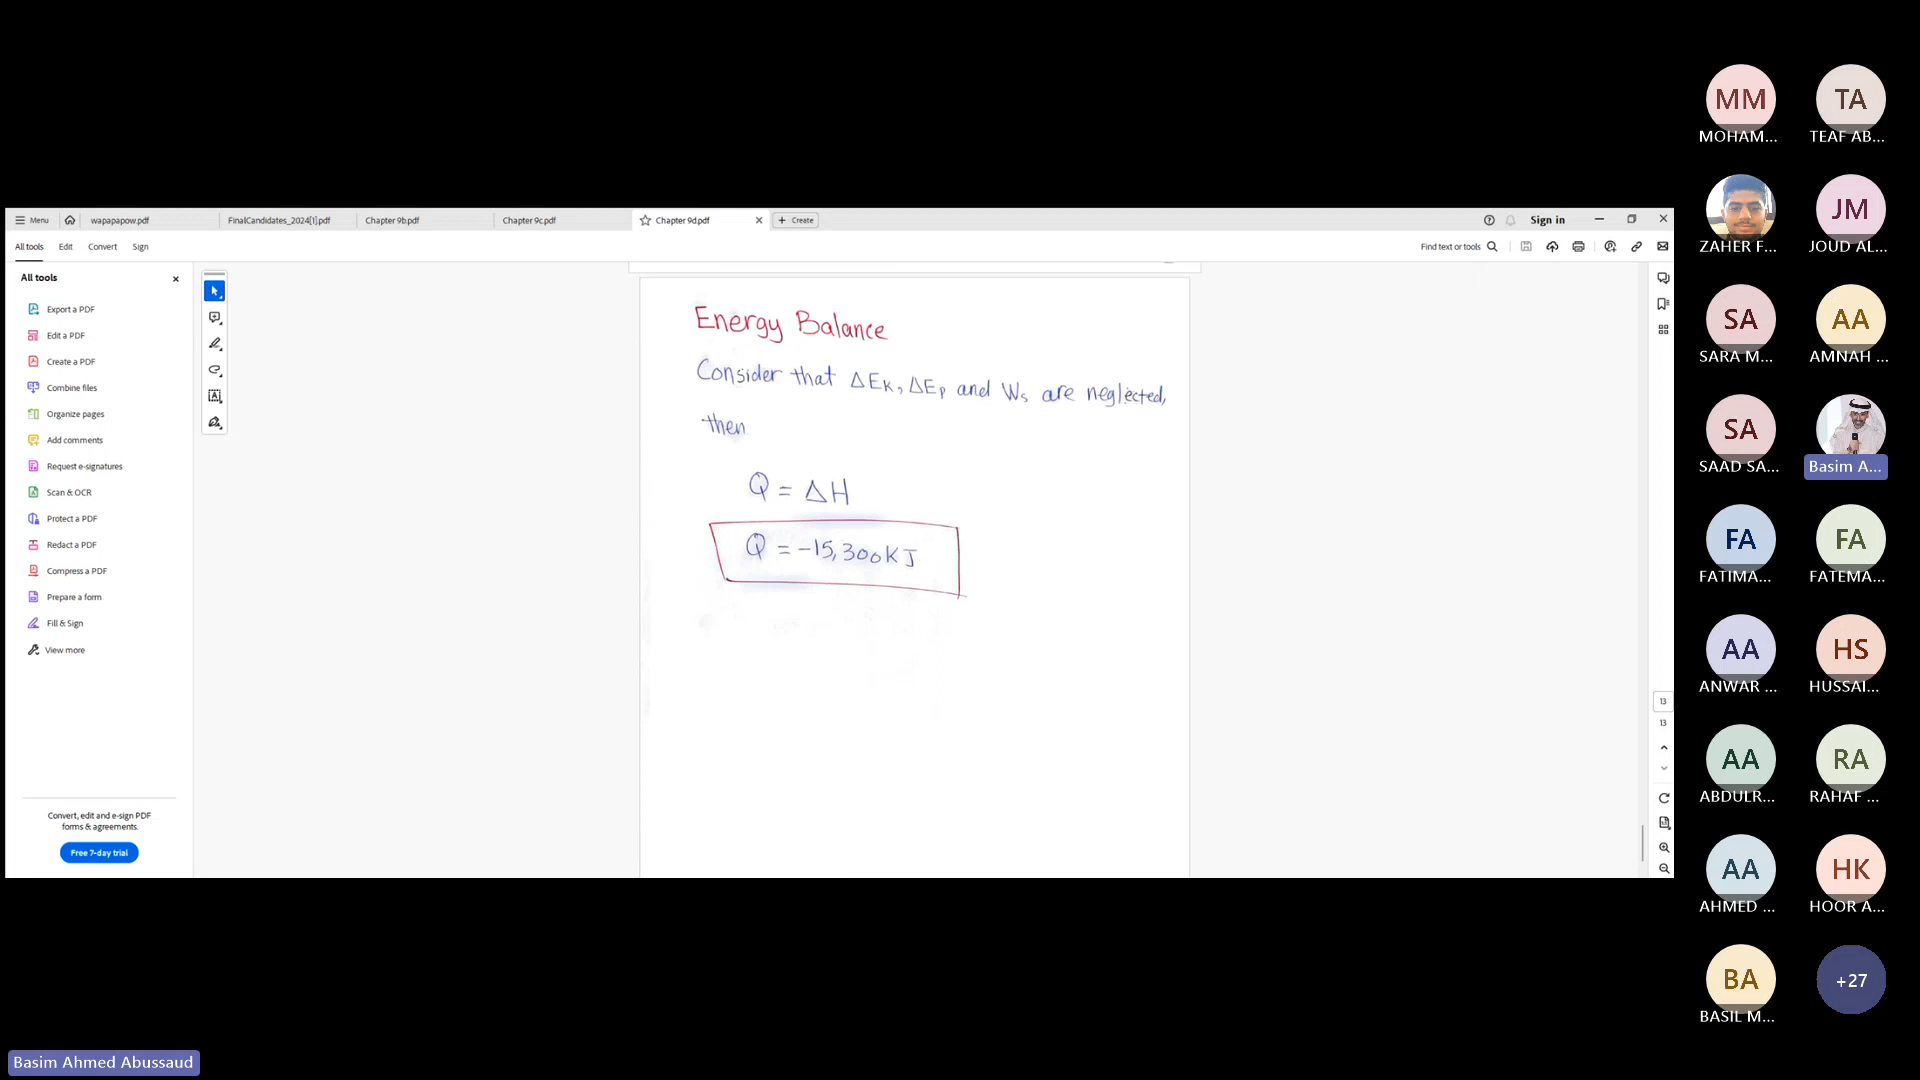 Menu
wapapapow.pdf
FinalCandidates_2024[1].pdf
Chapter 9b.pdf
Chapter 9c.pdf
Chapter 9d.pdf
Create
Sign in
All tools
Edit
Convert
Sign
Find text or tools
All tools
Export a PDF
Edit a PDF
Create a PDF
Combine files
Organize pages
Add comments
Request e-signatures
Scan & OCR
Protect a PDF
Redact a PDF
Compress a PDF
Prepare a form
Fill & Sign
View more
Convert, edit and e-sign PDF
forms & agreements.
Free 7-day trial
Energy Balance
Consider that ΔEK, ΔEp and Ws are neglected,
then
Q = ΔH
Q = -15,300KJ
13
13
MM
MOHAM...
TA
TEAF AB...
ZAHER F...
JM
JOUD AL...
SA
SARA M...
AA
AMNAH ...
SA
SAAD SA...
Basim A...
FA
FATIMA...
FA
FATEMA...
AA
ANWAR ...
HS
HUSSAI...
AA
ABDULR...
RA
RAHAF ...
AA
AHMED ...
HK
HOOR A...
BA
BASIL M...
+27
Basim Ahmed Abussaud